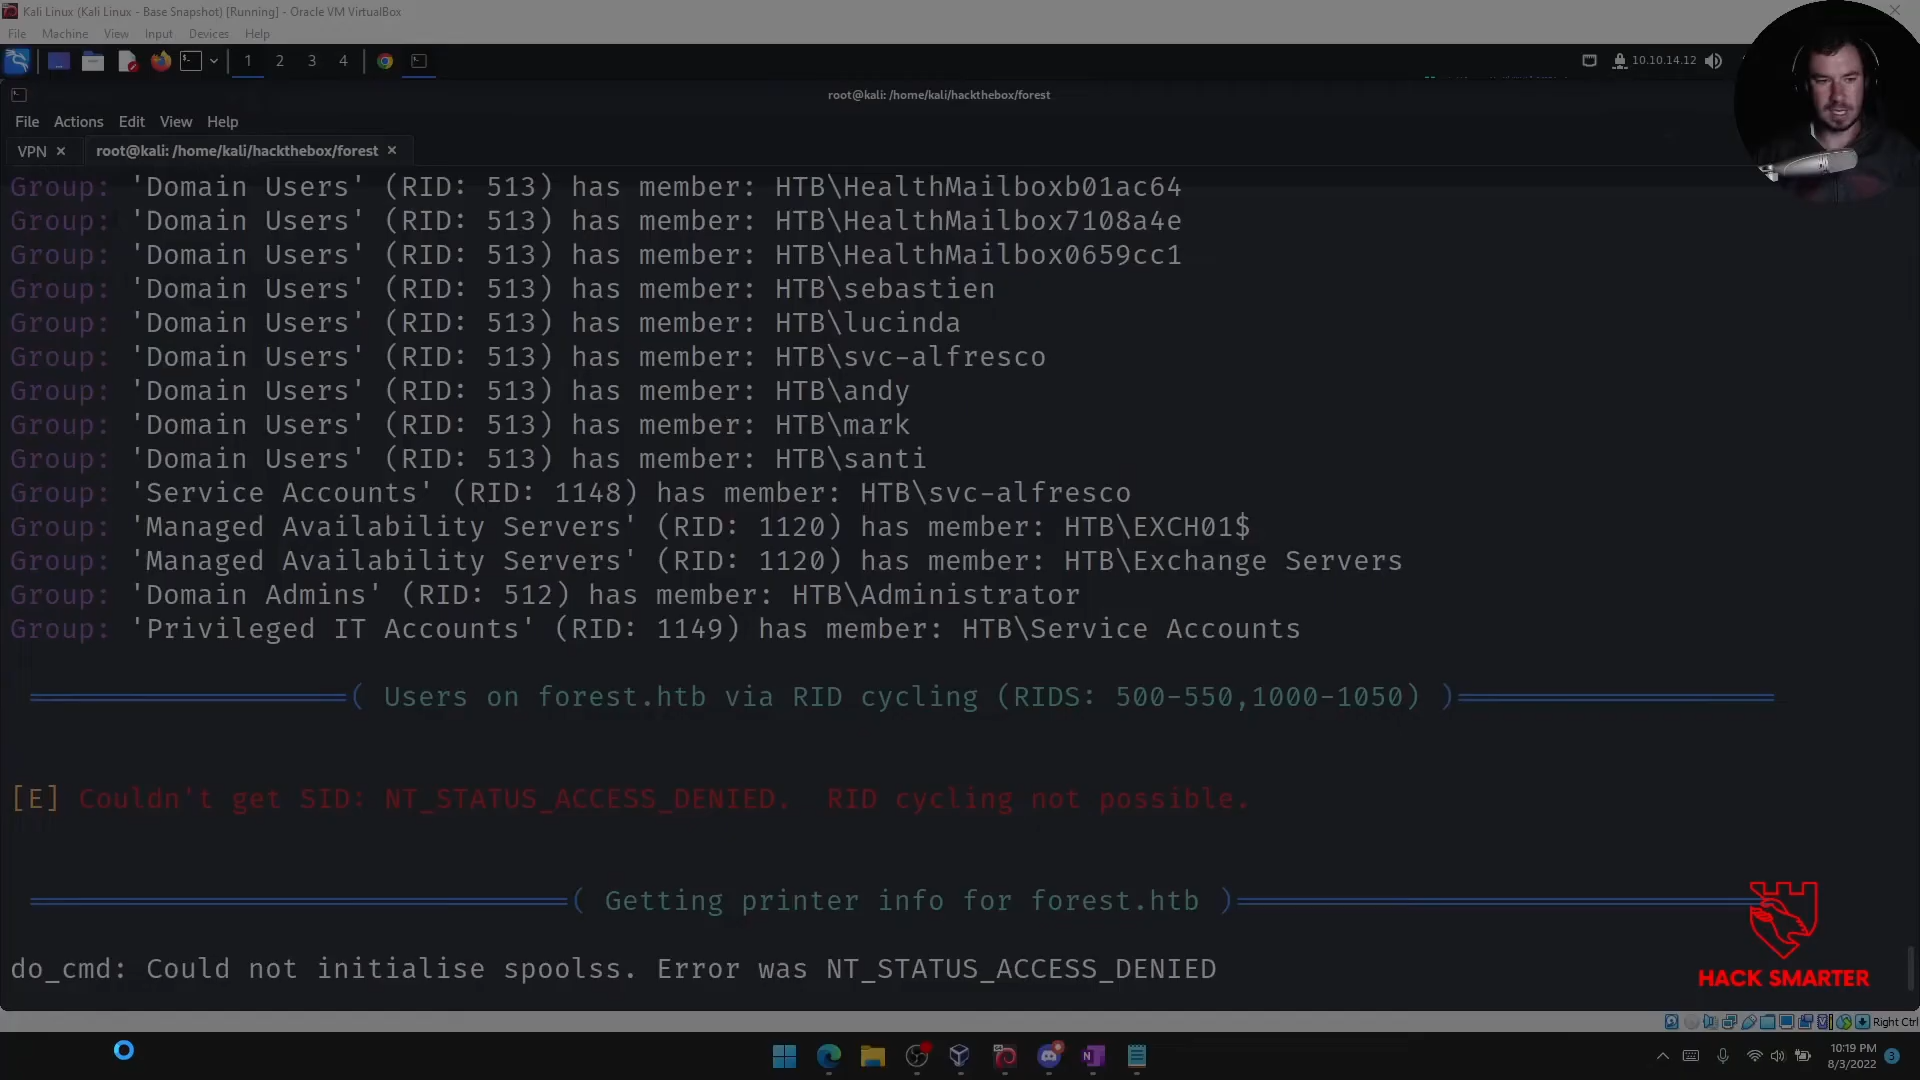 Kali Linux (Kali Linux - Base Snapshot) [Running] - Oracle VM VirtualBox
File Machine View Input Devices Help
1 2 3 4 10.10.14.12
root@kali: /home/kali/hackthebox/forest
File Actions Edit View Help
VPN × root@kali: /home/kali/hackthebox/forest ×
Group: 'Domain Users' (RID: 513) has member: HTB\HealthMailboxb01ac64
Group: 'Domain Users' (RID: 513) has member: HTB\HealthMailbox7108a4e
Group: 'Domain Users' (RID: 513) has member: HTB\HealthMailbox0659cc1
Group: 'Domain Users' (RID: 513) has member: HTB\sebastien
Group: 'Domain Users' (RID: 513) has member: HTB\lucinda
Group: 'Domain Users' (RID: 513) has member: HTB\svc-alfresco
Group: 'Domain Users' (RID: 513) has member: HTB\andy
Group: 'Domain Users' (RID: 513) has member: HTB\mark
Group: 'Domain Users' (RID: 513) has member: HTB\santi
Group: 'Service Accounts' (RID: 1148) has member: HTB\svc-alfresco
Group: 'Managed Availability Servers' (RID: 1120) has member: HTB\EXCH01$
Group: 'Managed Availability Servers' (RID: 1120) has member: HTB\Exchange Servers
Group: 'Domain Admins' (RID: 512) has member: HTB\Administrator
Group: 'Privileged IT Accounts' (RID: 1149) has member: HTB\Service Accounts
( Users on forest.htb via RID cycling (RIDS: 500-550,1000-1050) )
[E] Couldn't get SID: NT_STATUS_ACCESS_DENIED. RID cycling not possible.
( Getting printer info for forest.htb )
do_cmd: Could not initialise spoolss. Error was NT_STATUS_ACCESS_DENIED
HACK SMARTER
Right Ctrl
10:19 PM
8/3/2022
3